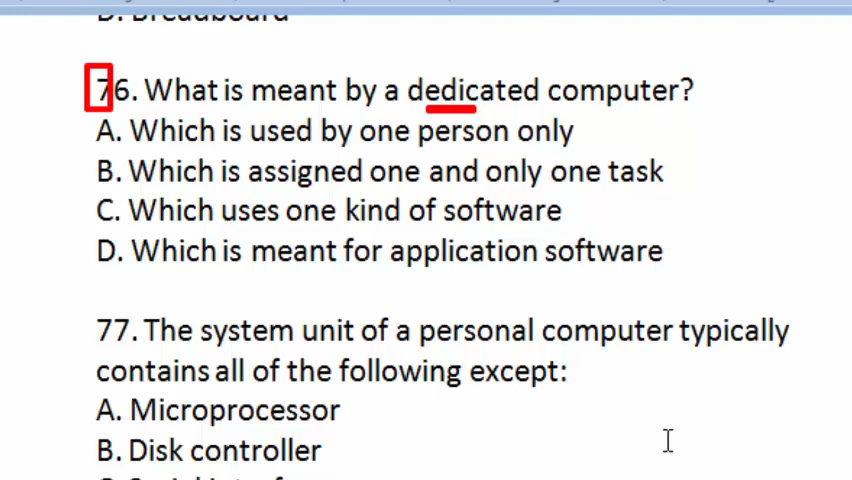 D. Breadboard
76. What is meant by a dedicated computer?
A. Which is used by one person only
B. Which is assigned one and only one task
C. Which uses one kind of software
D. Which is meant for application software
77. The system unit of a personal computer typically
contains all of the following except:
A. Microprocessor
B. Disk controller